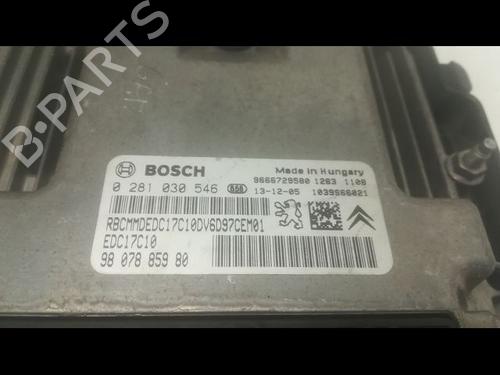 BOSCH
Made in Hungary
0 281 030 546
9666729580 1283 1108
13-12-05 1039S66021
RBCMMDEDC17C10DV6D97CEM01
EDC17C10
98 078 859 80
B-PARTS